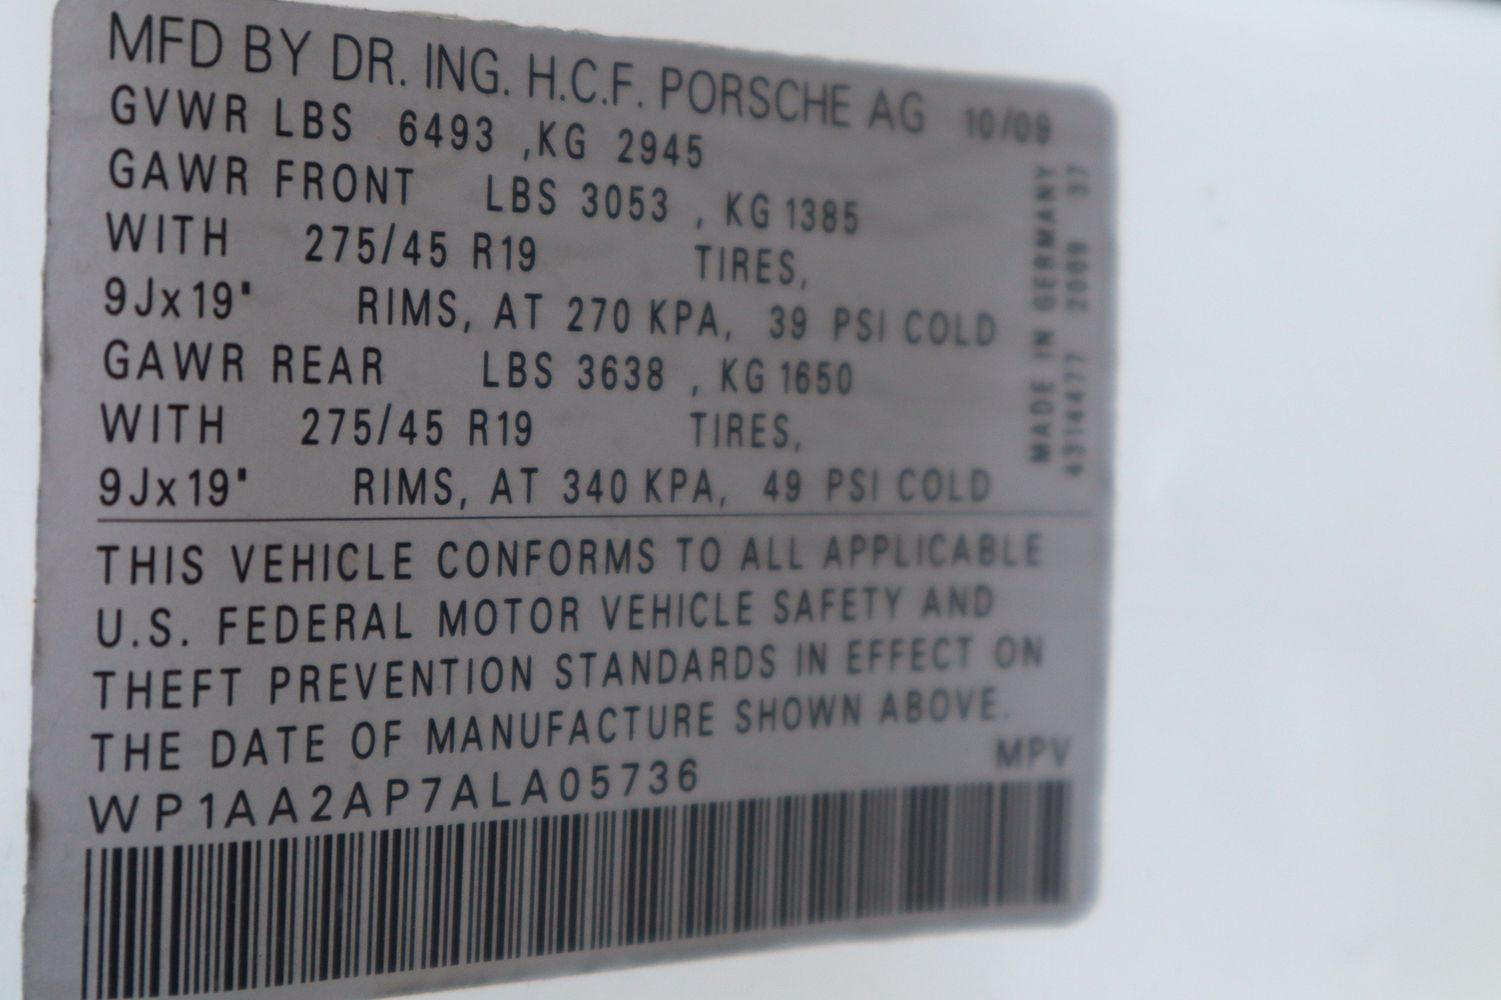 MFD BY DR. ING. H.C.F. PORSCHE AG 10/09
GVWR LBS 6493 ,KG 2945
GAWR FRONT LBS 3053 , KG 1385
WITH 275/45 R19 TIRES,
9Jx19" RIMS, AT 270 KPA, 39 PSI COLD
GAWR REAR LBS 3638 , KG 1650
WITH 275/45 R19 TIRES,
9Jx19" RIMS, AT 340 KPA, 49 PSI COLD
MADE IN GERMANY
4314477 2009 37
THIS VEHICLE CONFORMS TO ALL APPLICABLE
U.S. FEDERAL MOTOR VEHICLE SAFETY AND
THEFT PREVENTION STANDARDS IN EFFECT ON
THE DATE OF MANUFACTURE SHOWN ABOVE.
WP1AA2AP7ALA05736 MPV